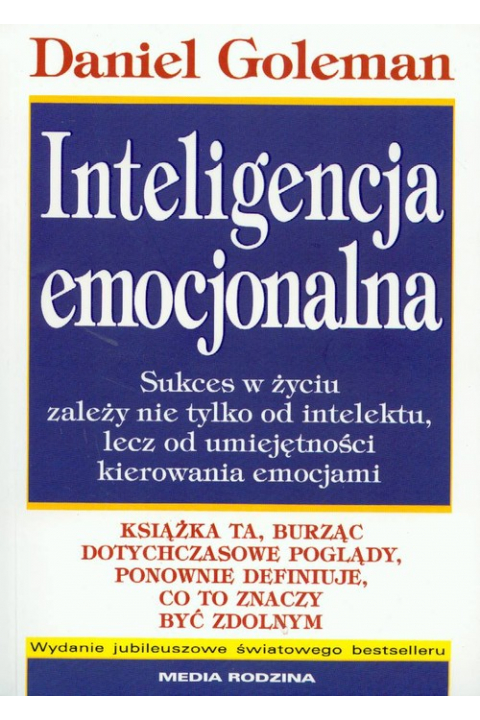 Daniel Goleman
Inteligencja
emocjonalna
Sukces w życiu
zależy nie tylko od intelektu,
lecz od umiejętności
kierowania emocjami
KSIĄŻKA TA, BURZĄC
DOTYCHCZASOWE POGLĄDY,
PONOWNIE DEFINIUJE,
CO TO ZNACZY
BYĆ ZDOLNYM
Wydanie jubileuszowe światowego bestselleru
MEDIA RODZINA